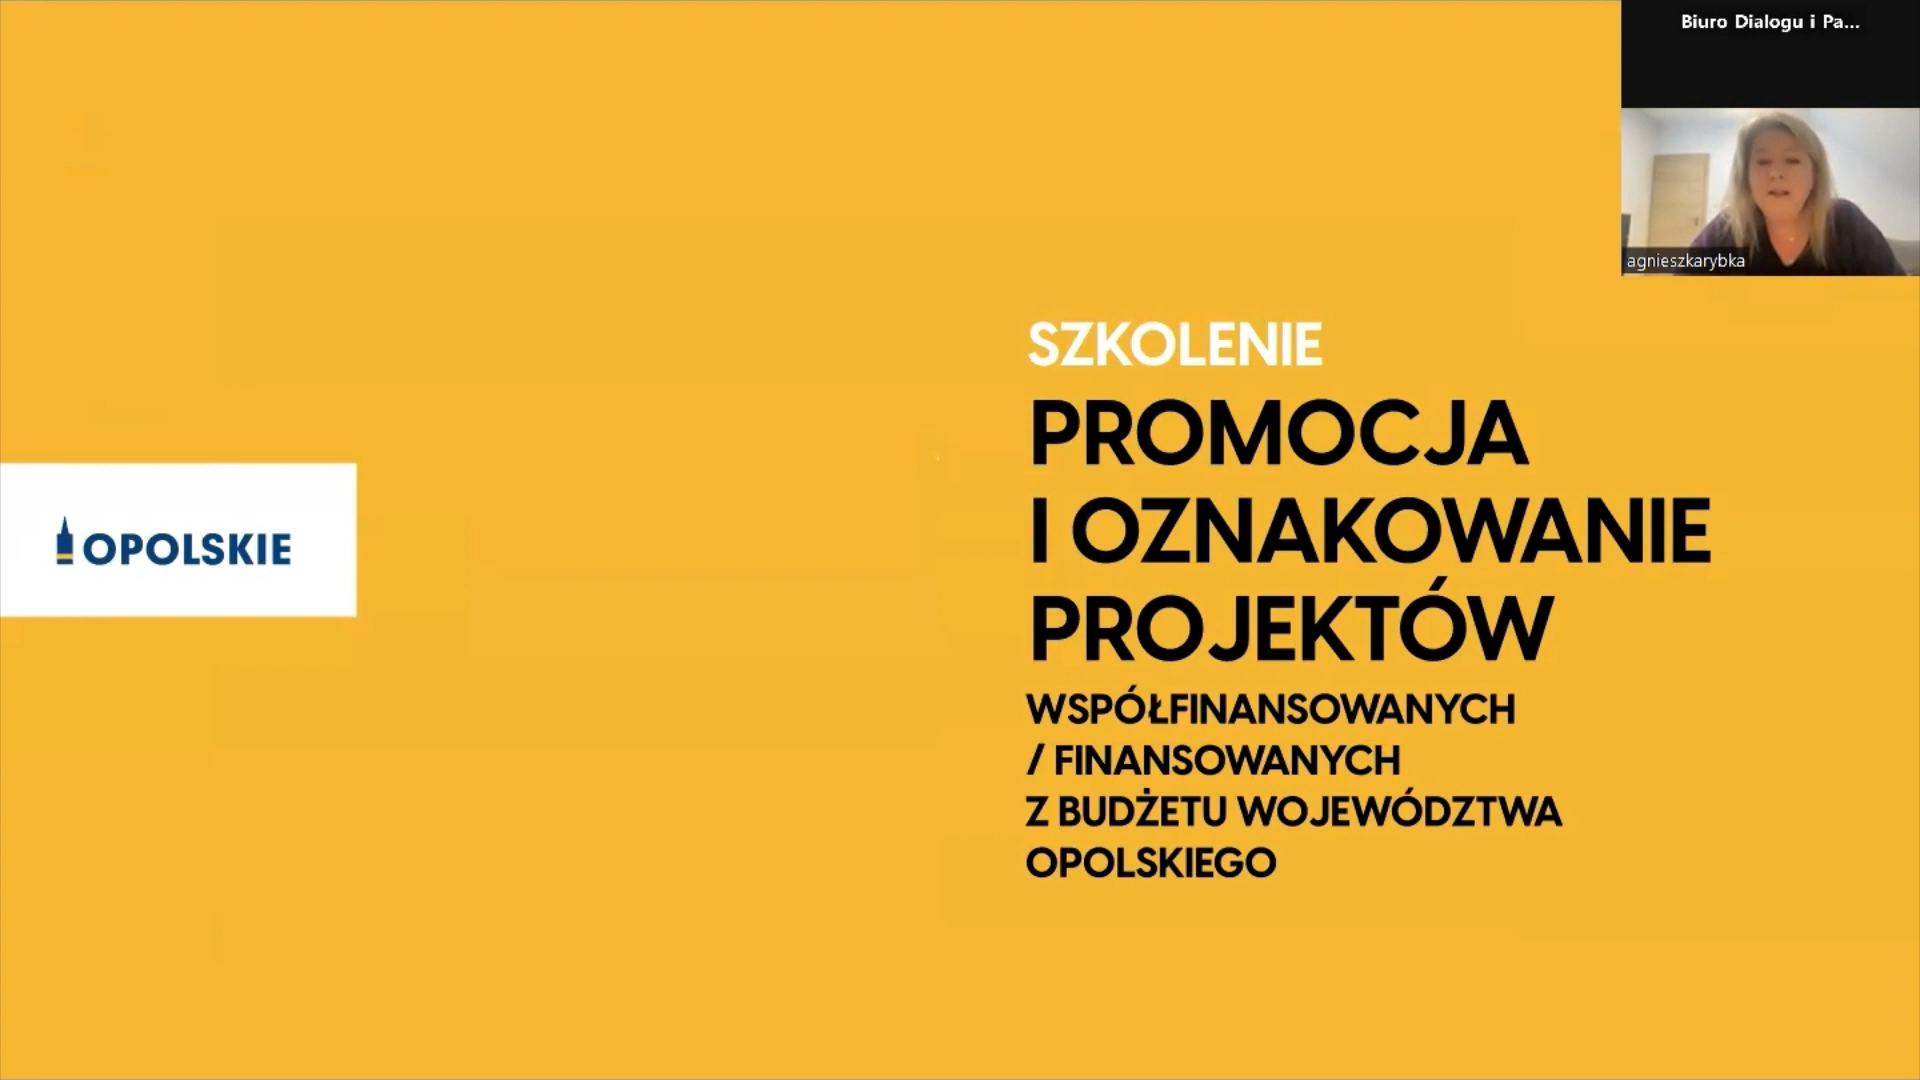 Biuro Dialogu i Pa...
agnieszkarybka
SZKOLENIE
PROMOCJA
I OZNAKOWANIE
PROJEKTÓW
WSPÓŁFINANSOWANYCH
/ FINANSOWANYCH
Z BUDŻETU WOJEWÓDZTWA
OPOLSKIEGO
OPOLSKIE